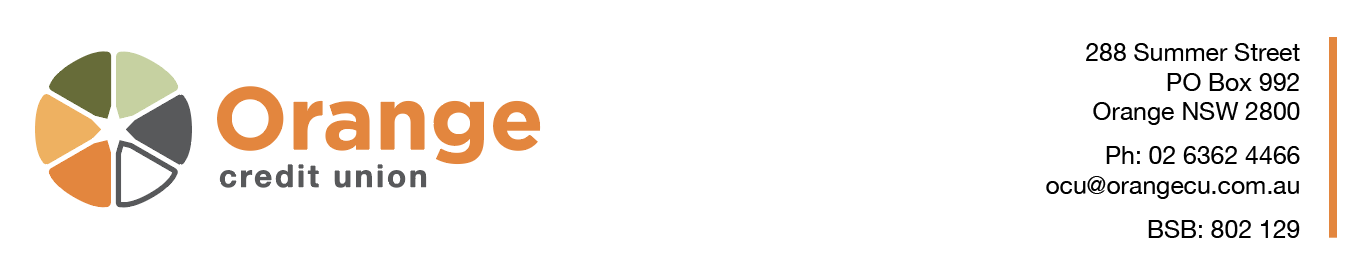 Orange
credit union
288 Summer Street
PO Box 992
Orange NSW 2800
Ph: 02 6362 4466
ocu@orangecu.com.au
BSB: 802 129